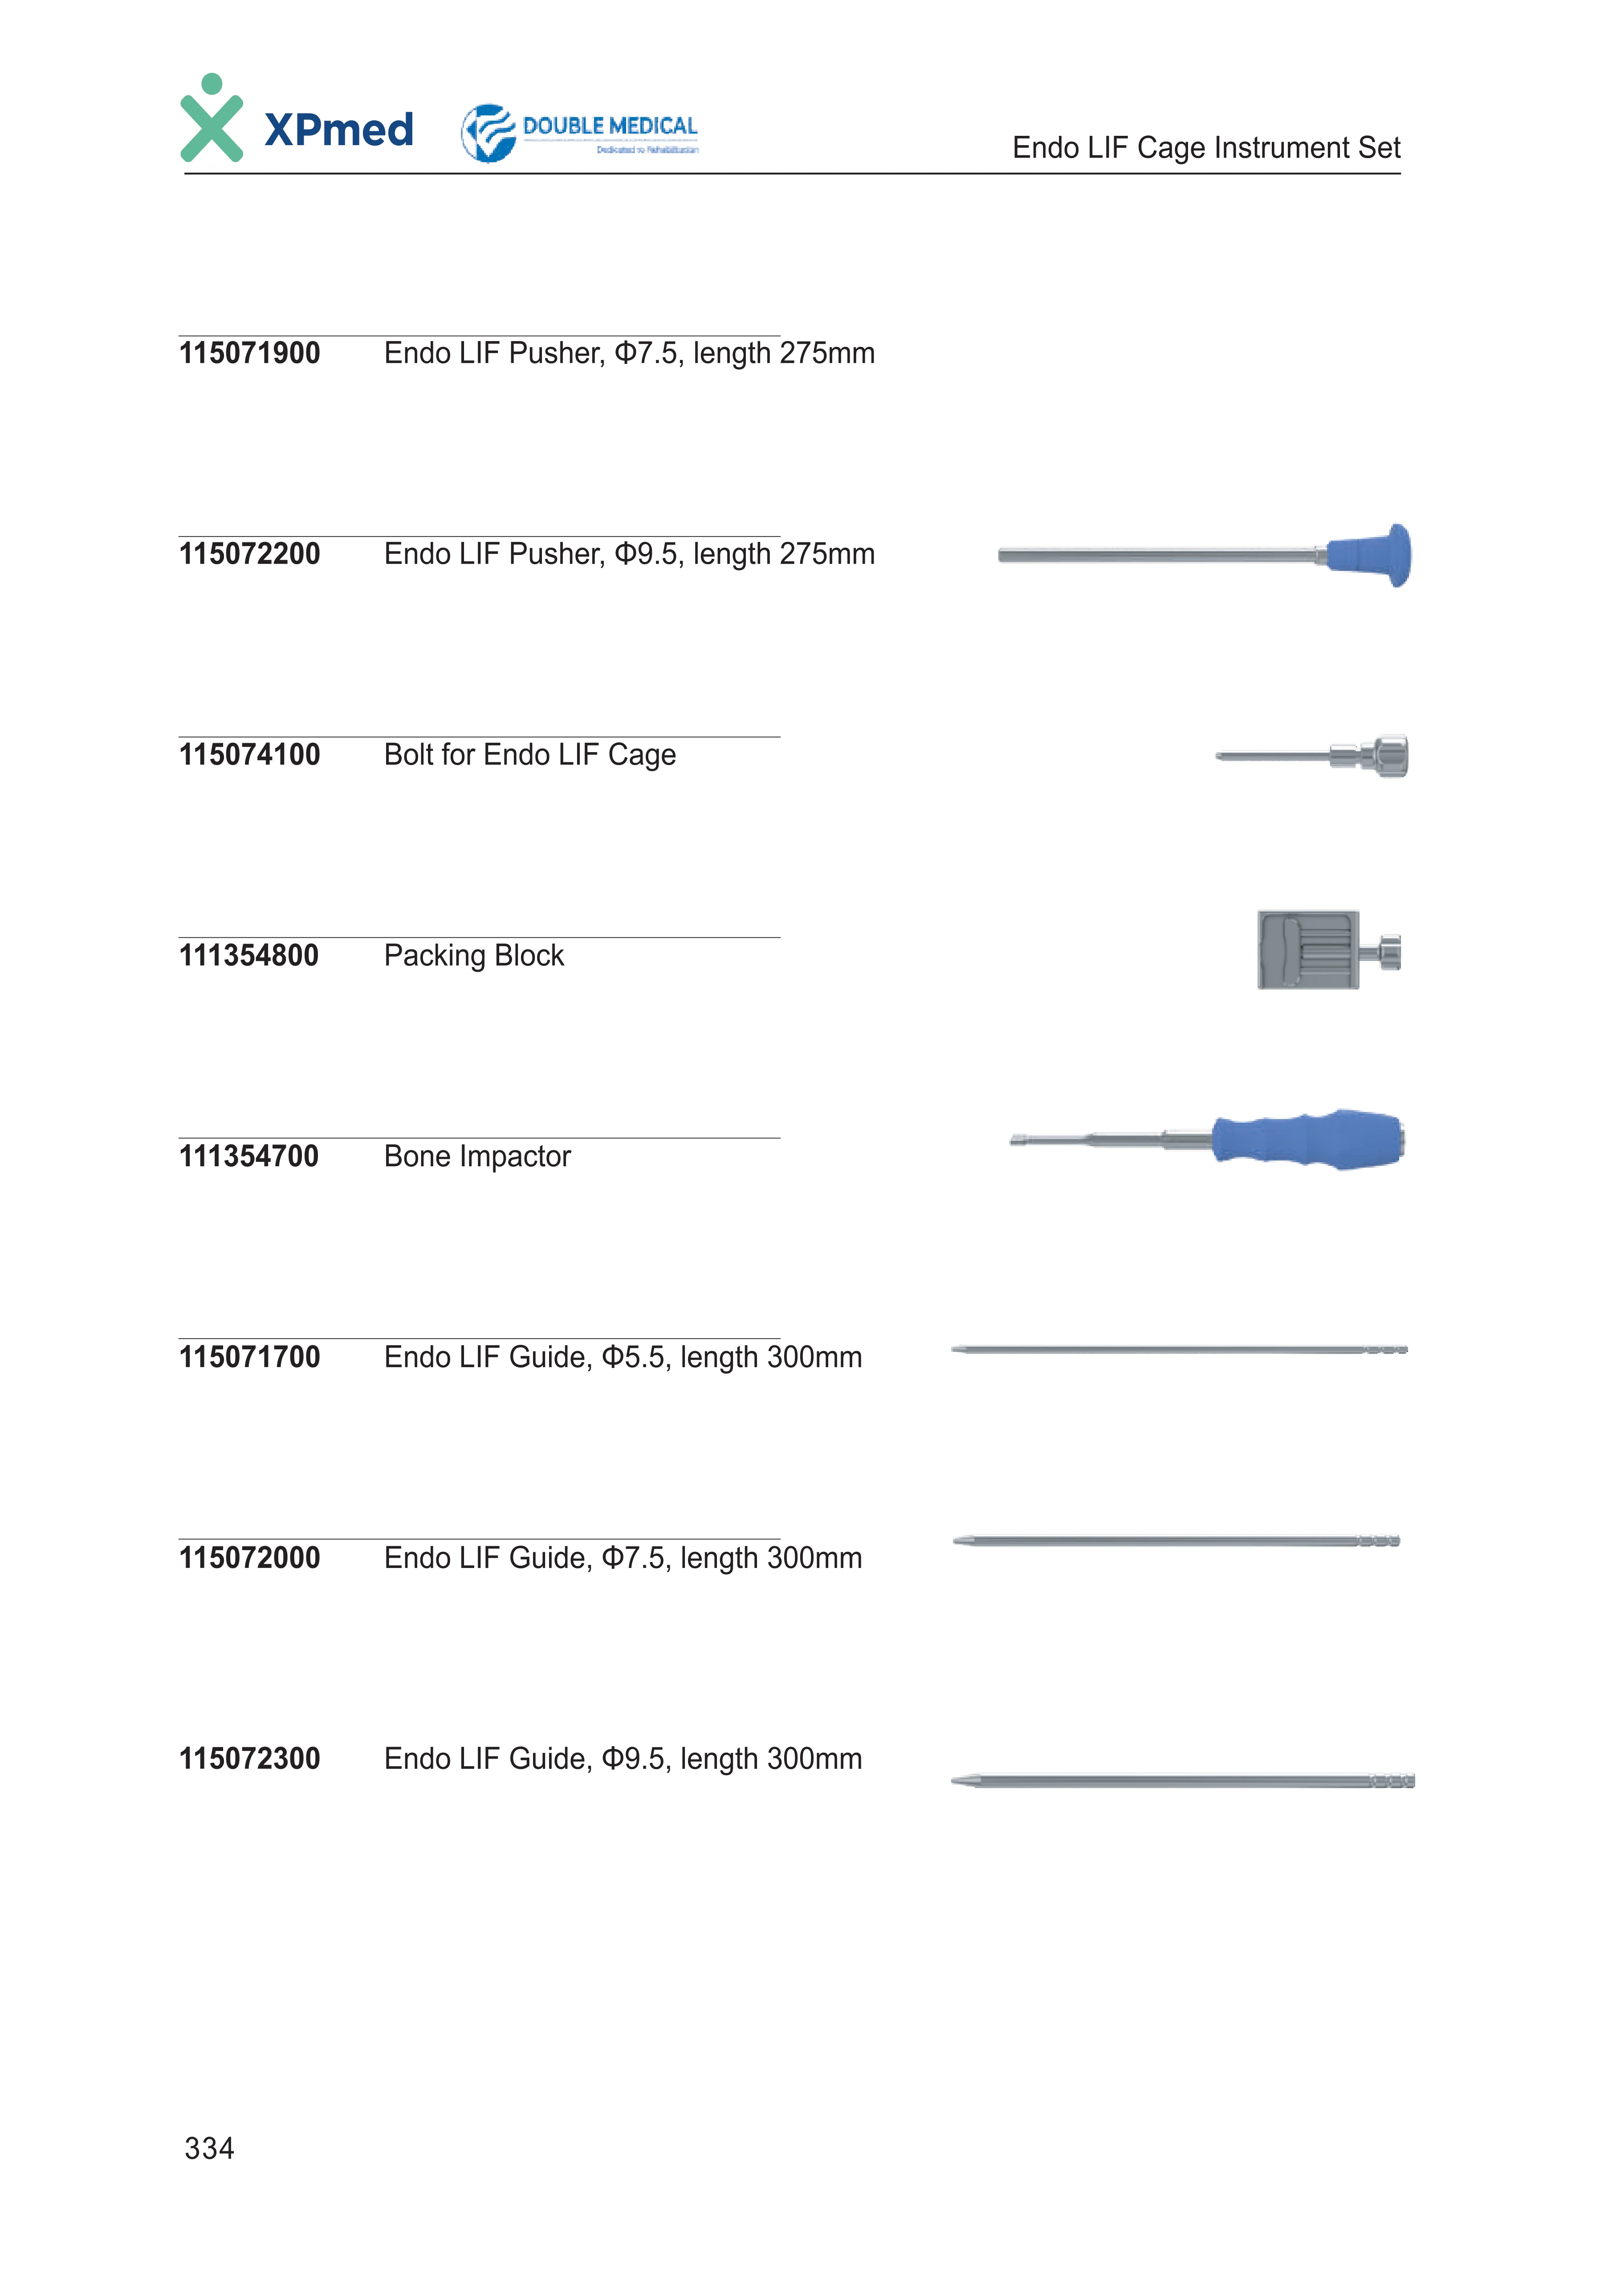 XPmed
DOUBLE MEDICAL
Dedicated to Rehabilitation
Endo LIF Cage Instrument Set
115071900 Endo LIF Pusher, Φ7.5, length 275mm
115072200 Endo LIF Pusher, Φ9.5, length 275mm
115074100 Bolt for Endo LIF Cage
111354800 Packing Block
111354700 Bone Impactor
115071700 Endo LIF Guide, Φ5.5, length 300mm
115072000 Endo LIF Guide, Φ7.5, length 300mm
115072300 Endo LIF Guide, Φ9.5, length 300mm
334